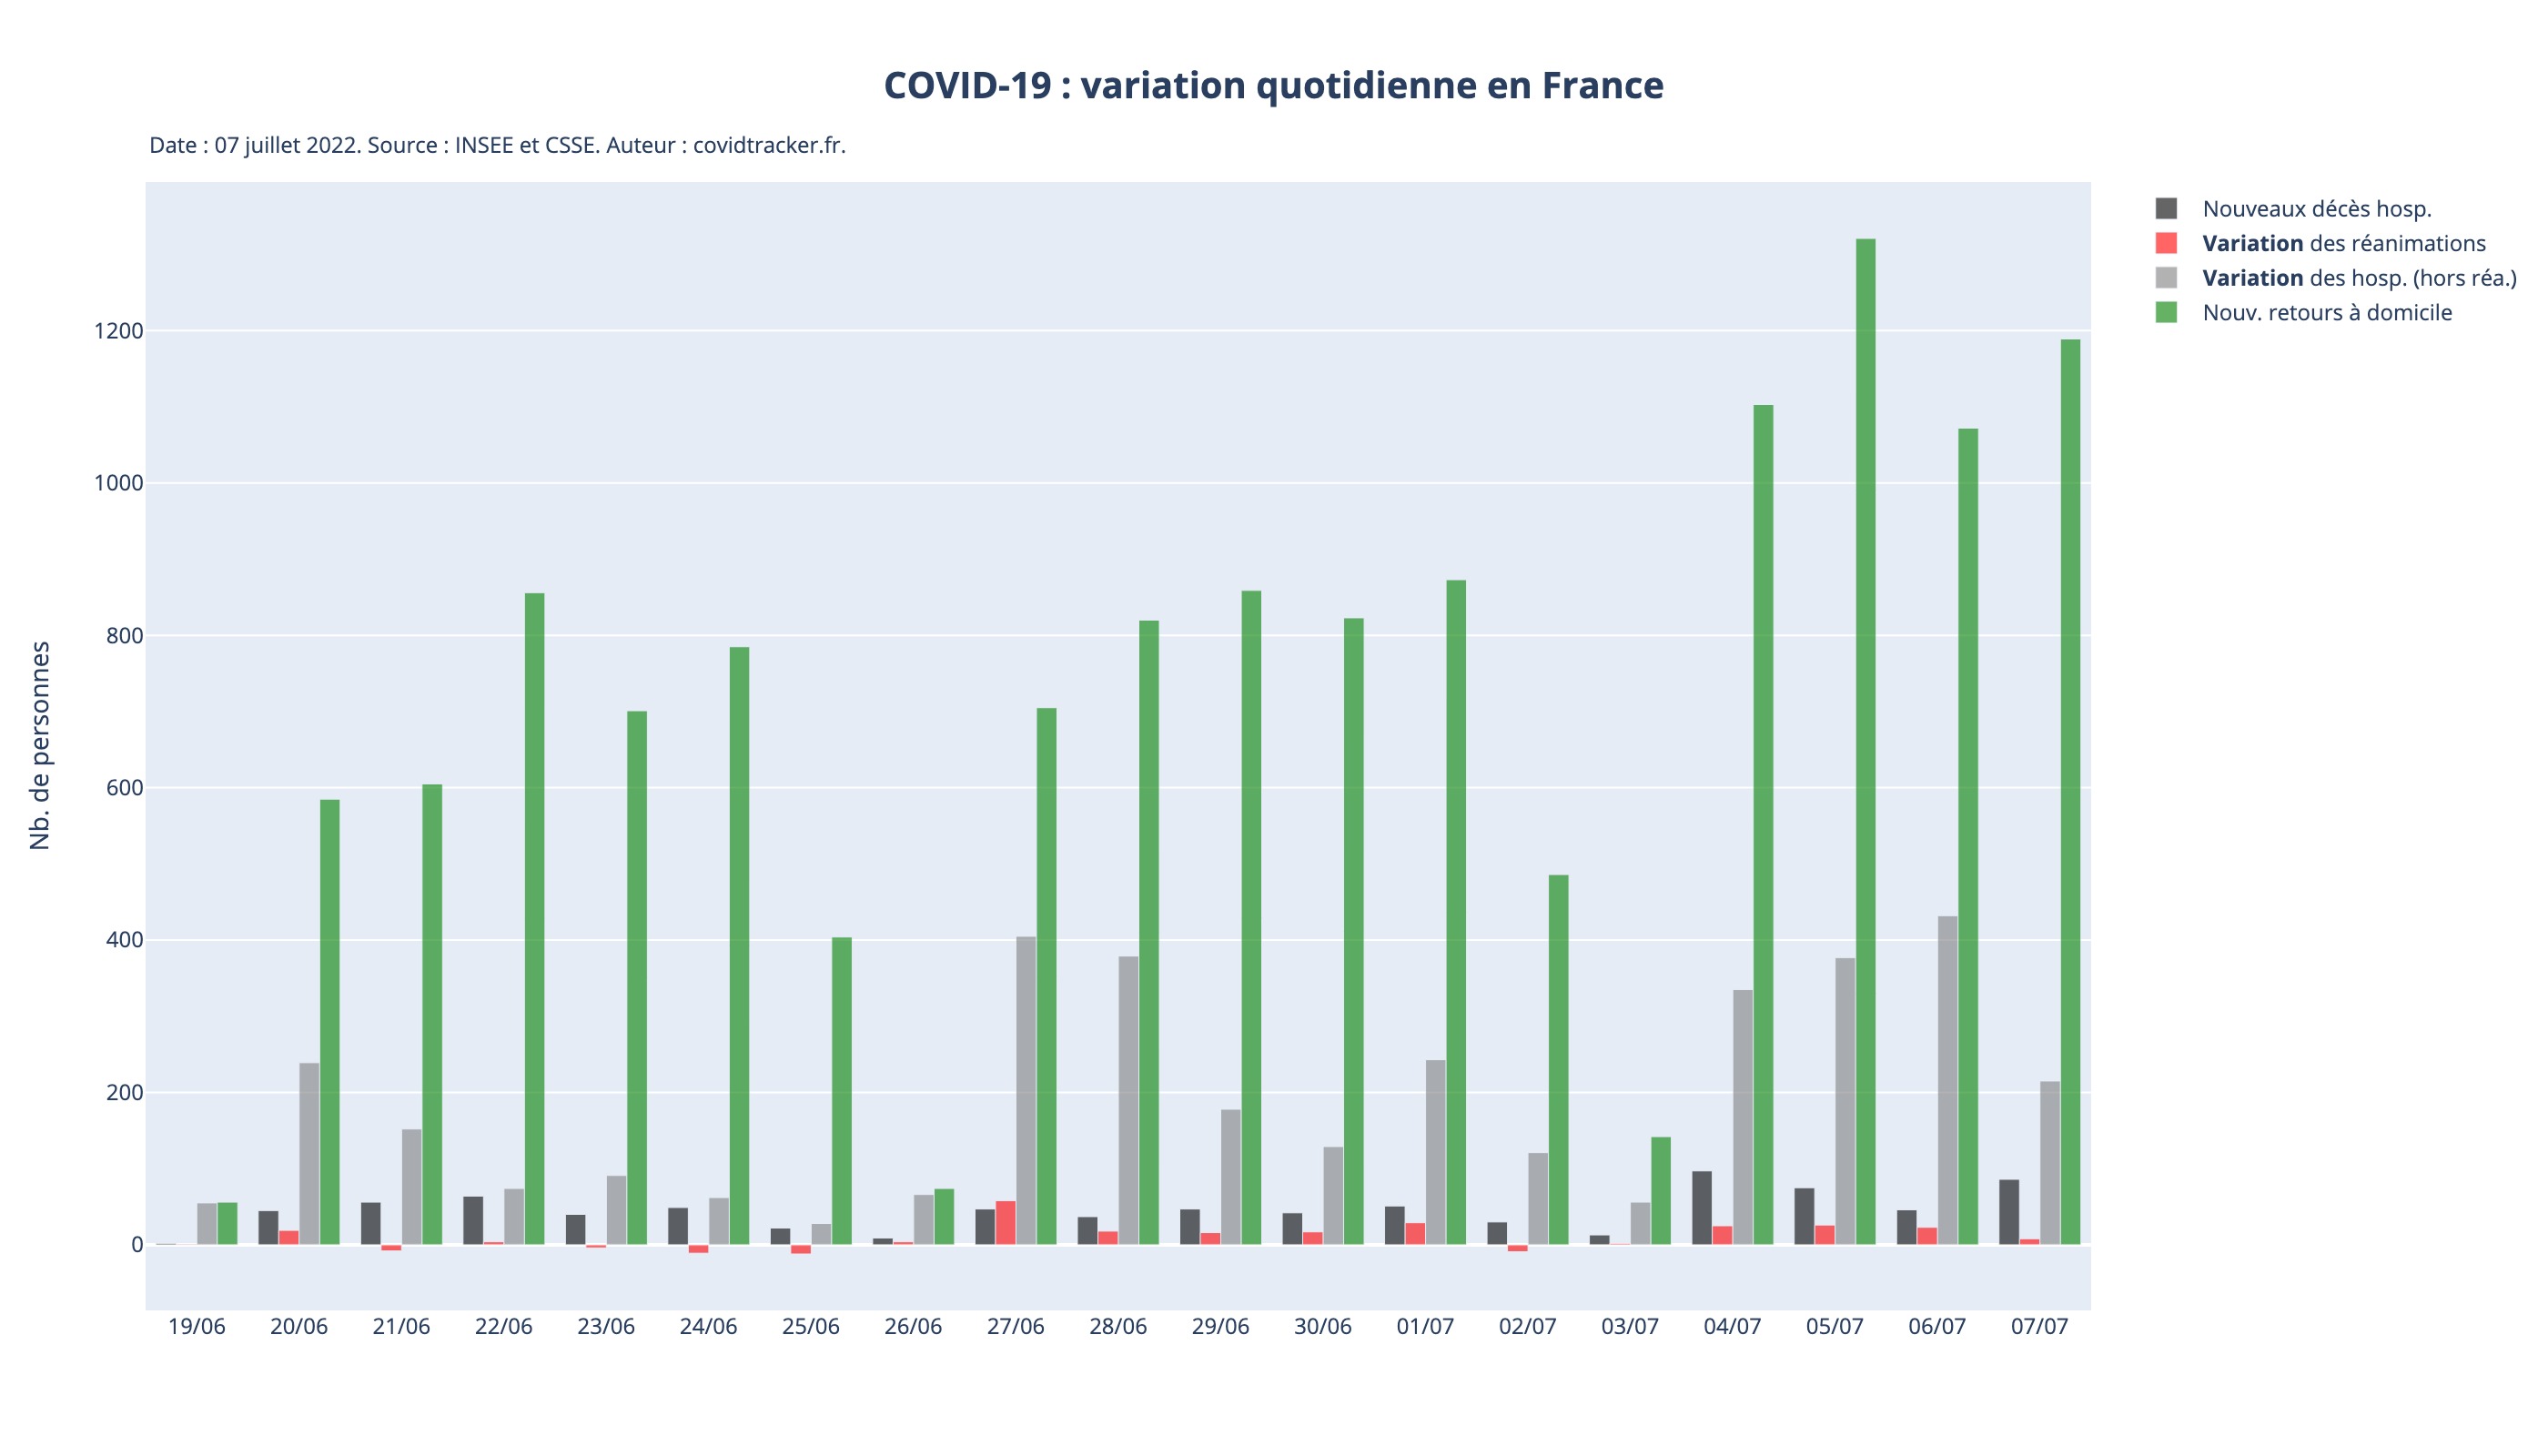 COVID-19 : variation quotidienne en France
Date : 07 juillet 2022. Source : INSEE et CSSE. Auteur : covidtracker.fr.
Nouveaux décès hosp.
Variation des réanimations
Variation des hosp. (hors réa.)
Nouv. retours à domicile
Nb. de personnes
1200
1000
800
600
400
200
0
19/06 20/06 21/06 22/06 23/06 24/06 25/06 26/06 27/06 28/06 29/06 30/06 01/07 02/07 03/07 04/07 05/07 06/07 07/07